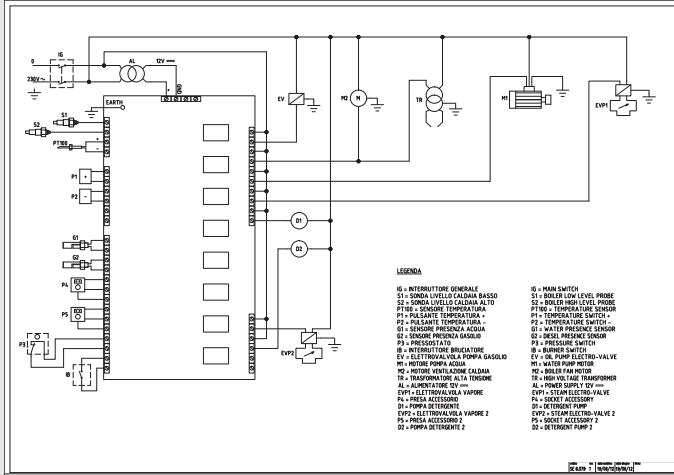 IG
0
230V~
AL
12V
+
GND
EARTH
S1
S2
PT100
+
-
P1
+
P2
-
G1
G2
P4
P5
P3
IB
EV
M2
M
TR
M1
EVP1
D1
D2
EVP2
LEGENDA
IG = INTERRUTTORE GENERALE
S1 = SONDA LIVELLO CALDAIA BASSO
S2 = SONDA LIVELLO CALDAIA ALTO
PT100 = SENSORE TEMPERATURA
P1 = PULSANTE TEMPERATURA +
P2 = PULSANTE TEMPERATURA -
G1 = SENSORE PRESENZA ACQUA
G2 = SENSORE PRESENZA GASOLIO
P3 = PRESSOSTATO
IB = INTERRUTTORE BRUCIATORE
EV = ELETTROVALVOLA POMPA GASOLIO
M1 = MOTORE POMPA ACQUA
M2 = MOTORE VENTILAZIONE CALDAIA
TR = TRASFORMATORE ALTA TENSIONE
AL = ALIMENTATORE 12V
EVP1 = ELETTROVALVOLA VAPORE
P4 = PRESA ACCESSORIO
D1 = POMPA DETERGENTE
EVP2 = ELETTROVALVOLA VAPORE 2
P5 = PRESA ACCESSORIO 2
D2 = POMPA DETERGENTE 2
IG = MAIN SWITCH
S1 = BOILER LOW LEVEL PROBE
S2 = BOILER HIGH LEVEL PROBE
PT100 = TEMPERATURE SENSOR
P1 = TEMPERATURE SWITCH +
P2 = TEMPERATURE SWITCH -
G1 = WATER PRESENCE SENSOR
G2 = DIESEL PRESENCE SENSOR
P3 = PRESSURE SWITCH
IB = BURNER SWITCH
EV = OIL PUMP ELECTRO-VALVE
M1 = WATER PUMP MOTOR
M2 = BOILER FAN MOTOR
TR = HIGH VOLTAGE TRANSFORMER
AL = POWER SUPPLY 12V
EVP1 = STEAM ELECTRO-VALVE
P4 = SOCKET ACCESSORY
D1 = DETERGENT PUMP
EVP2 = STEAM ELECTRO-VALVE 2
P5 = SOCKET ACCESSORY 2
D2 = DETERGENT PUMP 2